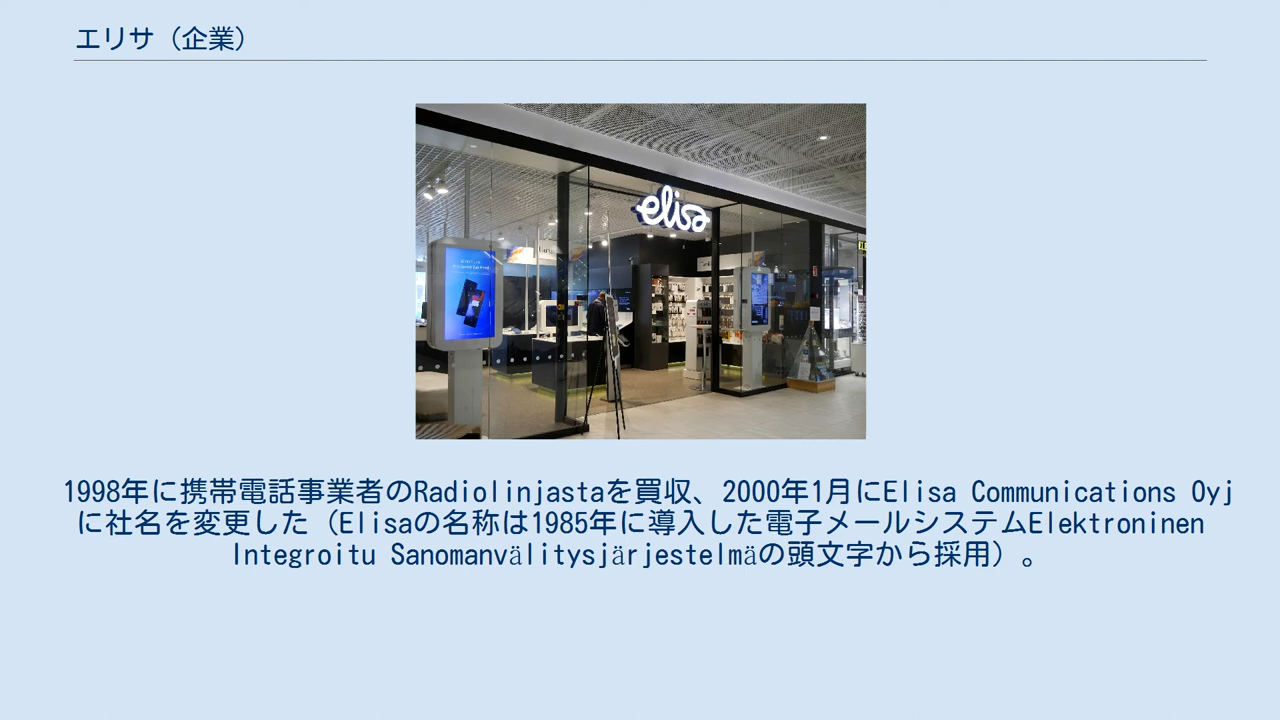 エリサ（企業）
elisa
1998年に携帯電話事業者のRadiolinjastaを買収、2000年1月にElisa Communications Oyj
に社名を変更した（Elisaの名称は1985年に導入した電子メールシステムElektroninen
Integroitu Sanomanvälitysjärjestelmäの頭文字から採用）。